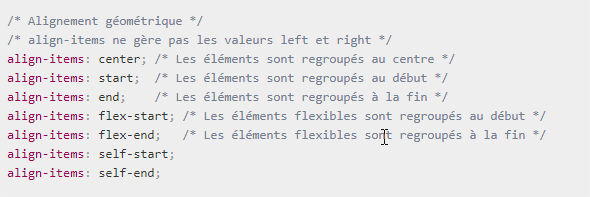 /* Alignement géométrique */
/* align-items ne gère pas les valeurs left et right */
align-items: center; /* Les éléments sont regroupés au centre */
align-items: start;  /* Les éléments sont regroupés au début */
align-items: end;    /* Les éléments sont regroupés à la fin */
align-items: flex-start; /* Les éléments flexibles sont regroupés au début */
align-items: flex-end;   /* Les éléments flexibles sont regroupés à la fin */
align-items: self-start;
align-items: self-end;